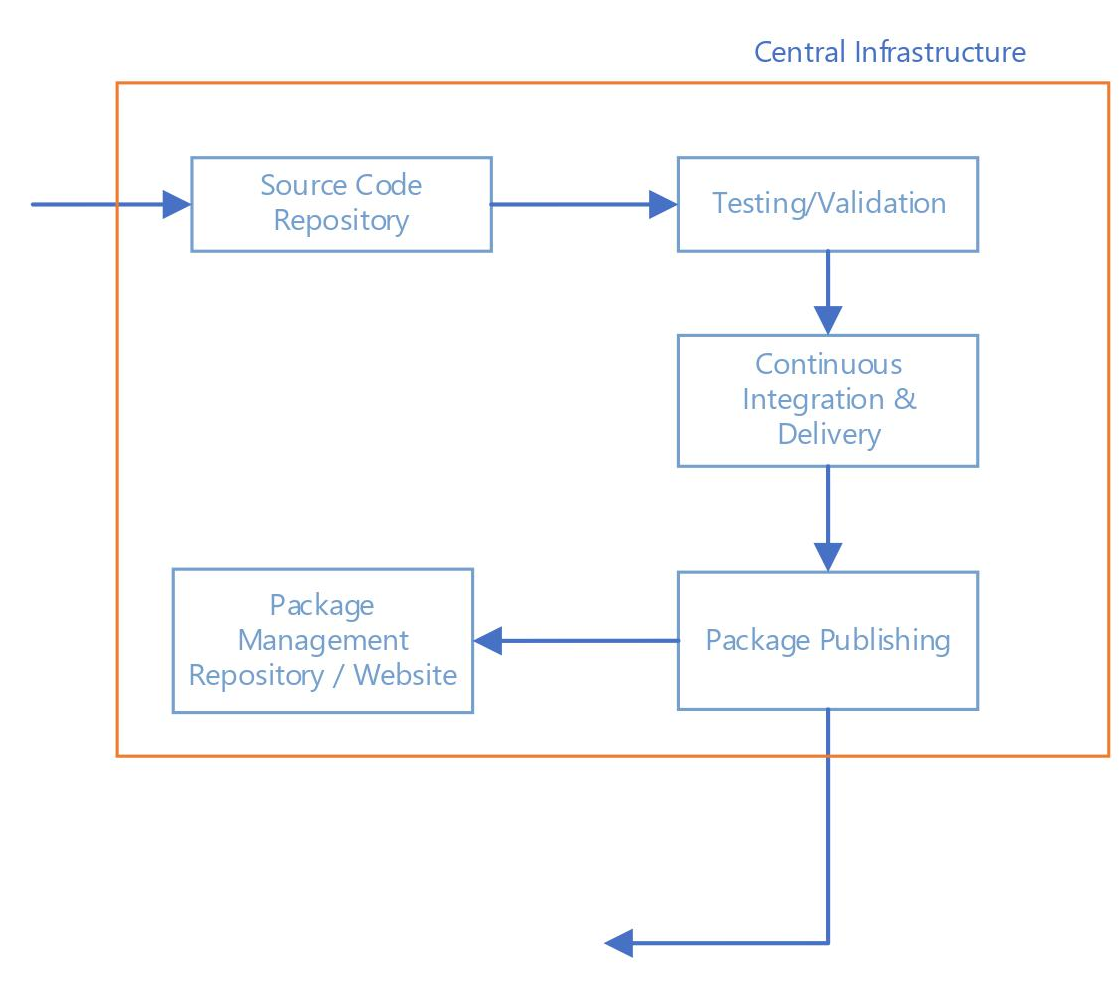 Central Infrastructure
Source Code
Repository
Testing/Validation
Continuous
Integration &
Delivery
Package
Management
Repository / Website
Package Publishing